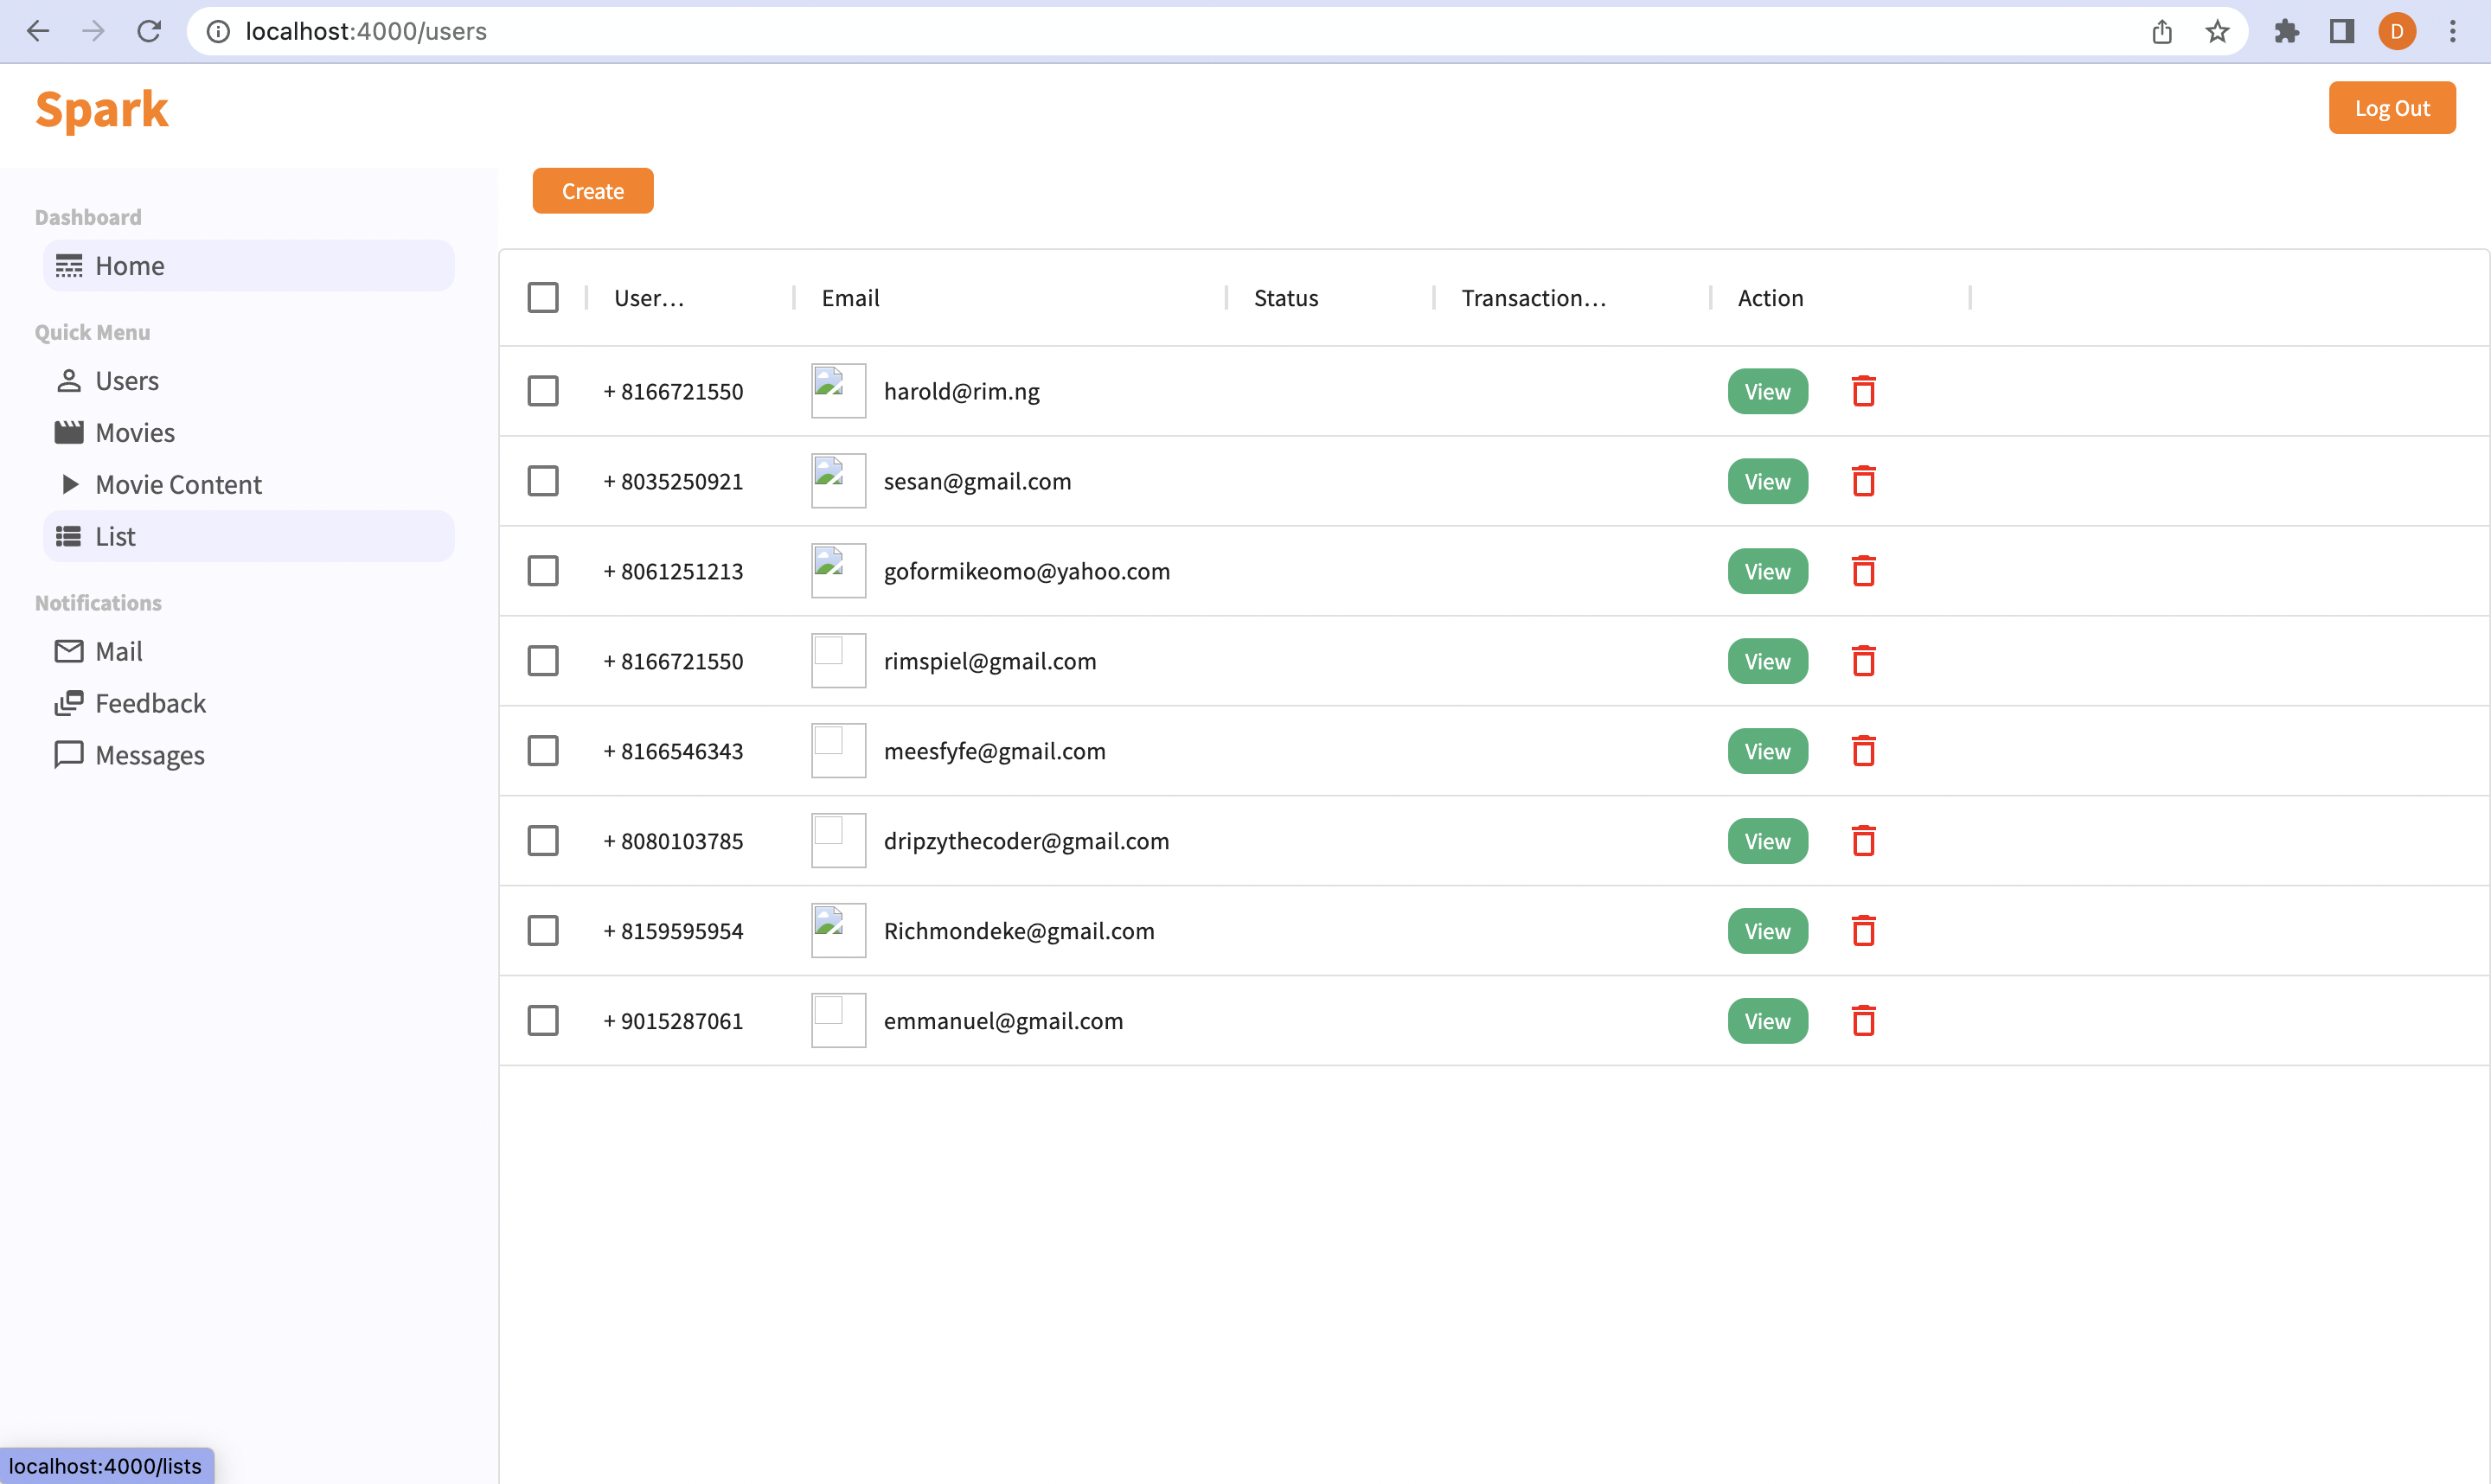 localhost:4000/users
D
Spark
Log Out
Create
Dashboard
Home
Quick Menu
Users
Movies
Movie Content
List
Notifications
Mail
Feedback
Messages
User… Email Status Transaction… Action
+ 8166721550 harold@rim.ng View
+ 8035250921 sesan@gmail.com View
+ 8061251213 goformikeomo@yahoo.com View
+ 8166721550 rimspiel@gmail.com View
+ 8166546343 meesfyfe@gmail.com View
+ 8080103785 dripzythecoder@gmail.com View
+ 8159595954 Richmondeke@gmail.com View
+ 9015287061 emmanuel@gmail.com View
localhost:4000/lists